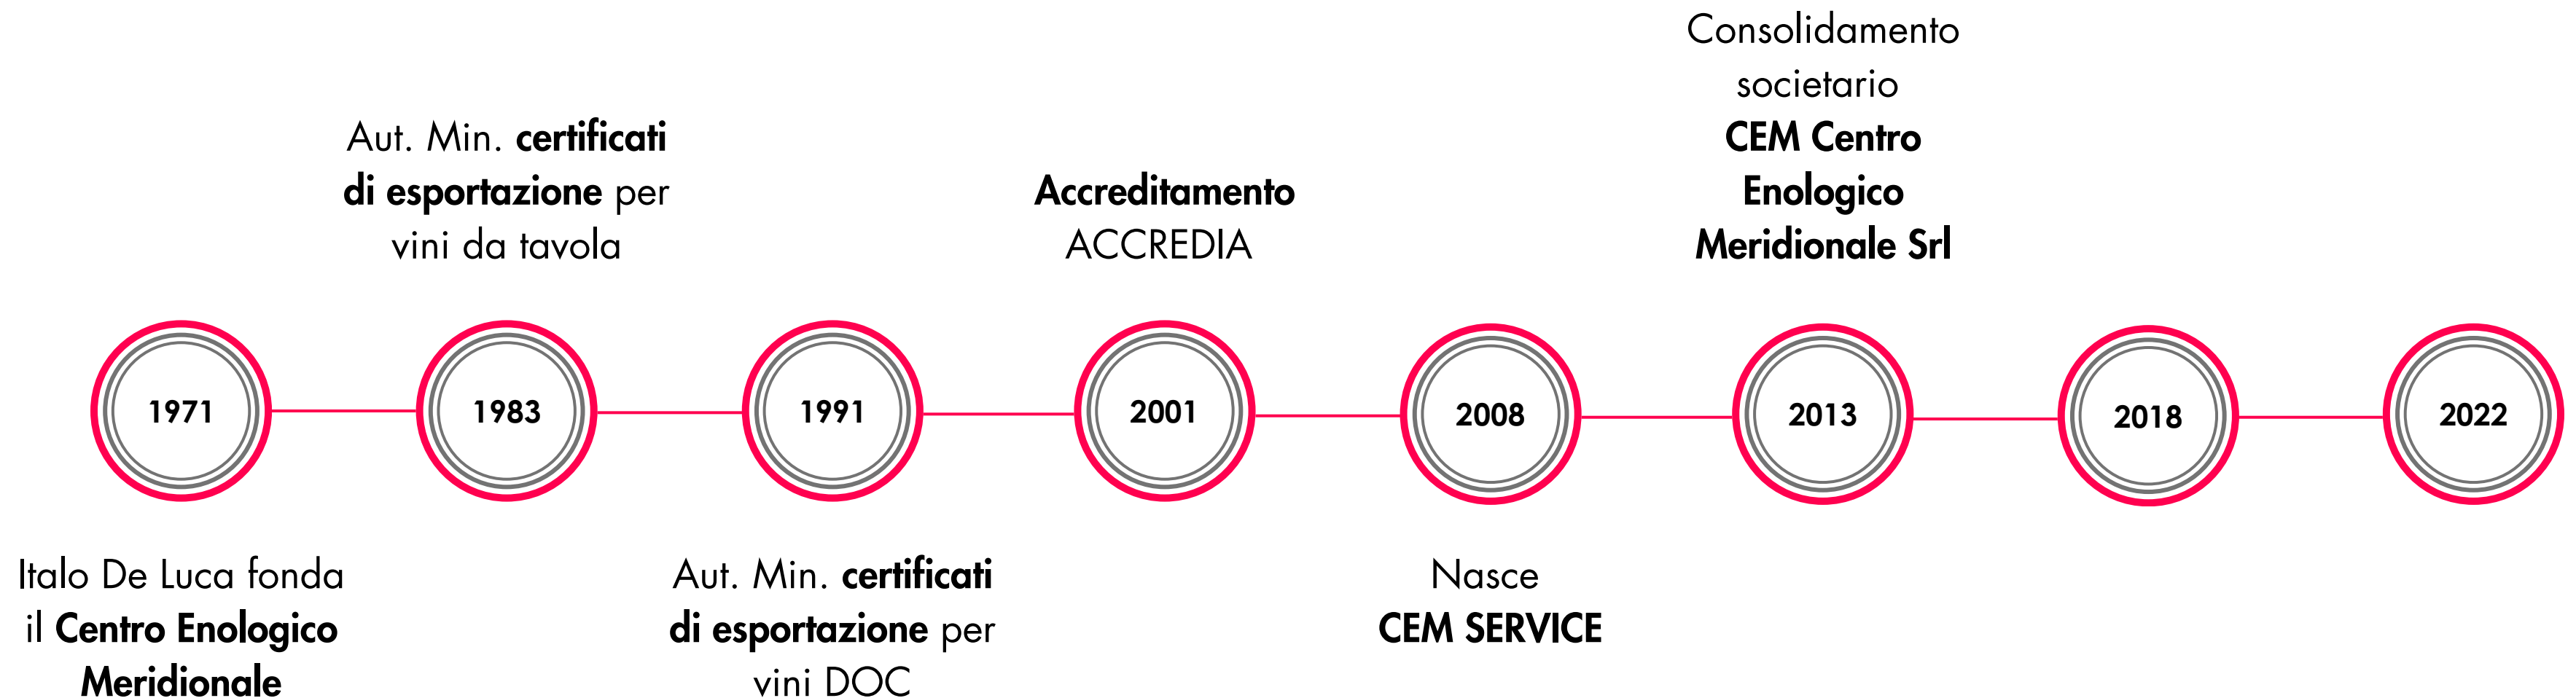 Consolidamento
societario
CEM Centro
Enologico
Meridionale Srl
Aut. Min. certificati
di esportazione per
vini da tavola
Accreditamento
ACCREDIA
1971
1983
1991
2001
2008
2013
2018
2022
Italo De Luca fonda
il Centro Enologico
Meridionale
Aut. Min. certificati
di esportazione per
vini DOC
Nasce
CEM SERVICE